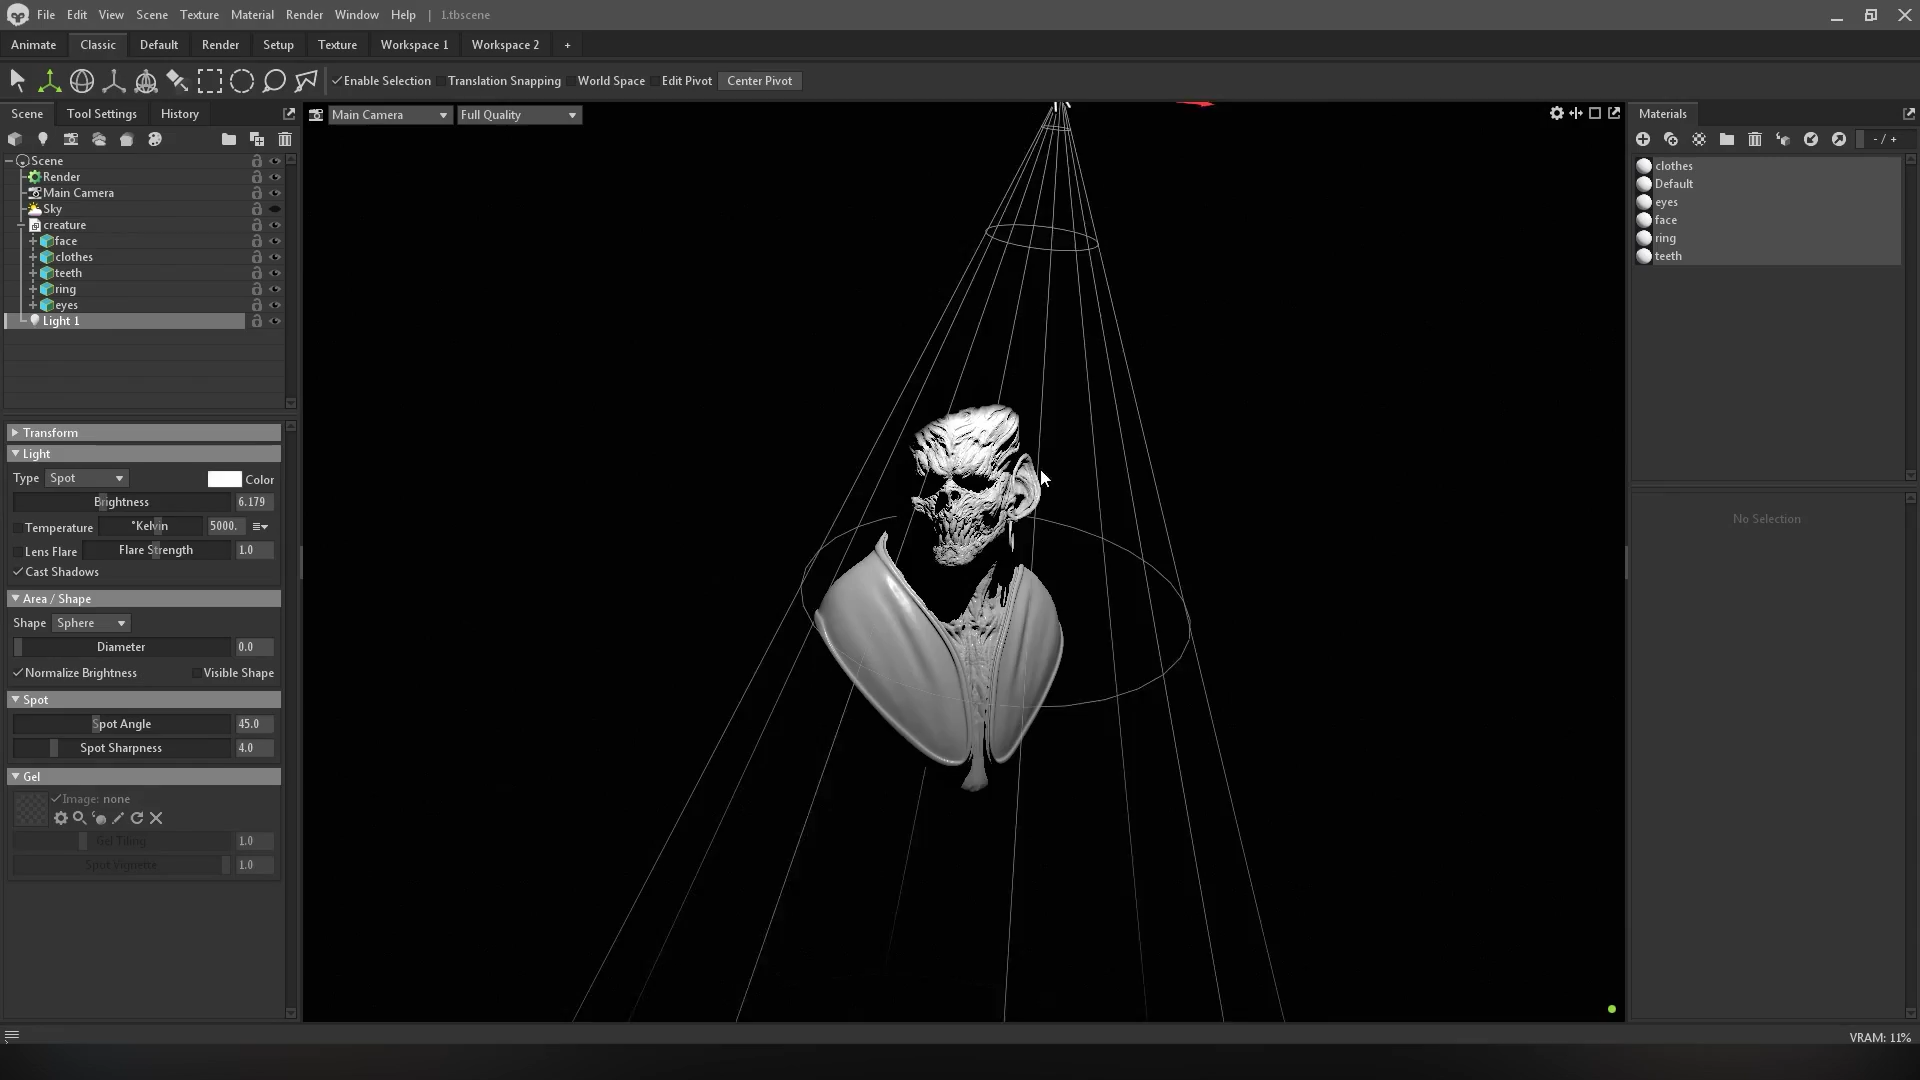 File Edit View Scene Texture Material Render Window Help | 1.tbscene
Animate Classic Default Render Setup Texture Workspace 1 Workspace 2 +
Enable Selection Translation Snapping World Space Edit Pivot Center Pivot
Scene Tool Settings History
Main Camera Full Quality
Materials
- / +
Scene
Render
Main Camera
Sky
creature
face
clothes
teeth
ring
eyes
Light 1
clothes
Default
eyes
face
ring
teeth
Transform
Light
Type Spot Color
Brightness 6.179
Temperature °Kelvin 5000.
Lens Flare Flare Strength 1.0
Cast Shadows
Area / Shape
Shape Sphere
Diameter 0.0
Normalize Brightness Visible Shape
Spot
Spot Angle 45.0
Spot Sharpness 4.0
Gel
Image: none
Gel Tiling 1.0
Spot Vignette 1.0
No Selection
VRAM: 11%